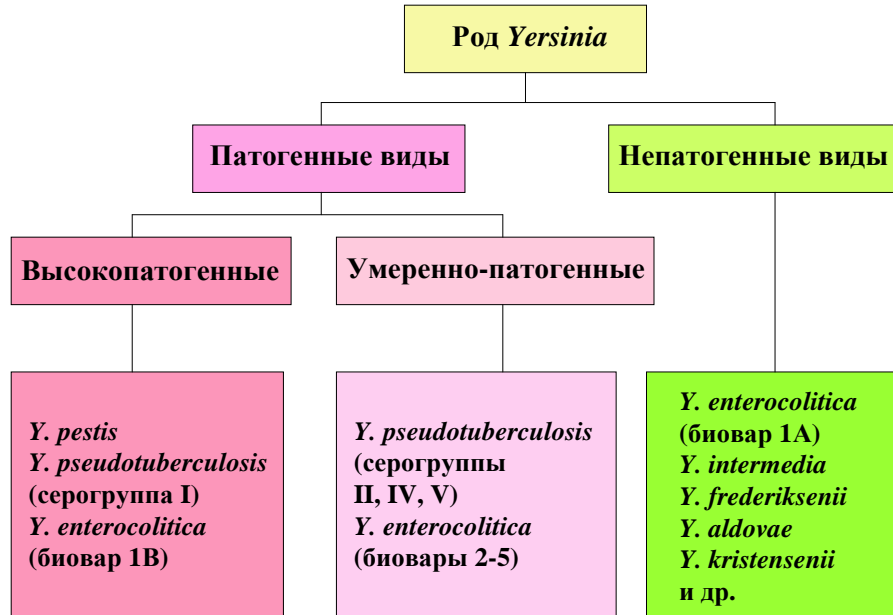 Род Yersinia
Патогенные виды
Непатогенные виды
Высокопатогенные
Умеренно-патогенные
Y. pestis
Y. pseudotuberculosis
(серогруппа I)
Y. enterocolitica
(биовар 1B)
Y. pseudotuberculosis
(серогруппы
II, IV, V)
Y. enterocolitica
(биовары 2-5)
Y. enterocolitica
(биовар 1A)
Y. intermedia
Y. frederiksenii
Y. aldovae
Y. kristensenii
и др.